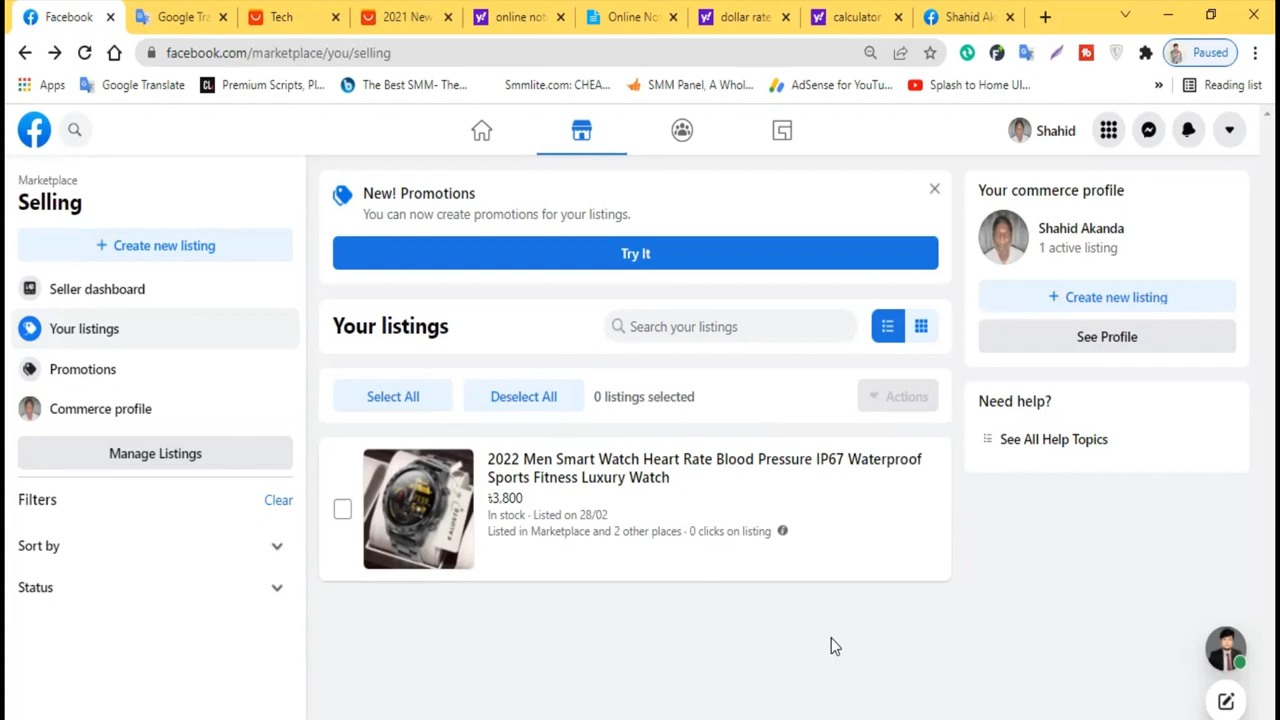 Facebook
Google Tra
Tech
2021 New
online not
Online No
dollar rate
calculator
Shahid Ak
facebook.com/marketplace/you/selling
Paused
Apps
Google Translate
Premium Scripts, Pl...
The Best SMM- The...
Smmlite.com: CHEA...
SMM Panel, A Whol...
AdSense for YouTu...
Splash to Home UI...
»
Reading list
Shahid
Marketplace
Selling
+ Create new listing
Seller dashboard
Your listings
Promotions
Commerce profile
Manage Listings
Filters
Clear
Sort by
Status
New! Promotions
You can now create promotions for your listings.
Try It
Your listings
Search your listings
Select All
Deselect All
0 listings selected
Actions
2022 Men Smart Watch Heart Rate Blood Pressure IP67 Waterproof
Sports Fitness Luxury Watch
৳3,800
In stock · Listed on 28/02
Listed in Marketplace and 2 other places · 0 clicks on listing
Your commerce profile
Shahid Akanda
1 active listing
+ Create new listing
See Profile
Need help?
See All Help Topics